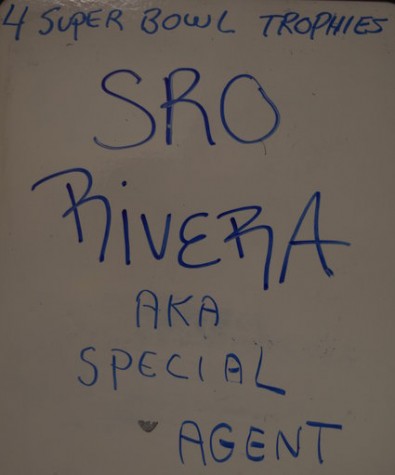 4 SUPER BOWL TROPHIES
SRO
RIVERA
AKA
SPECIAL
AGENT